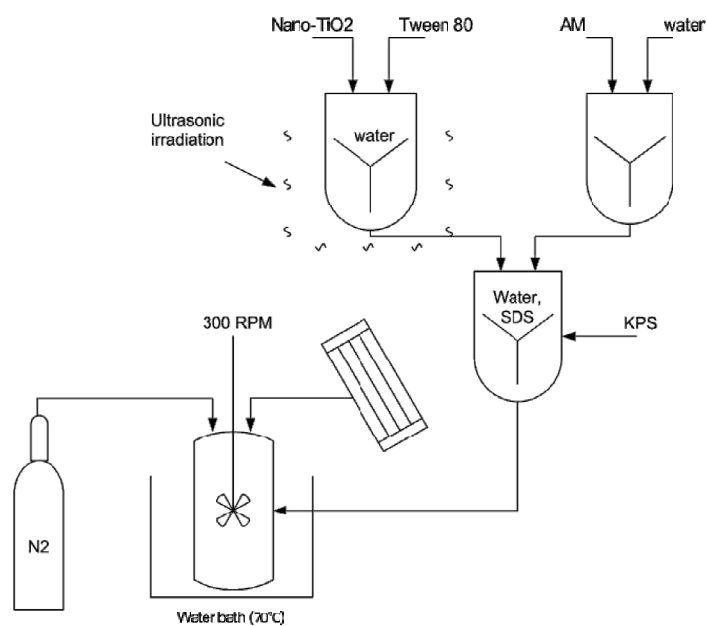 Nano-TiO2
Tween 80
AM
water
Ultrasonic
irradiation
water
Water,
SDS
KPS
300 RPM
N2
Water bath (70℃)